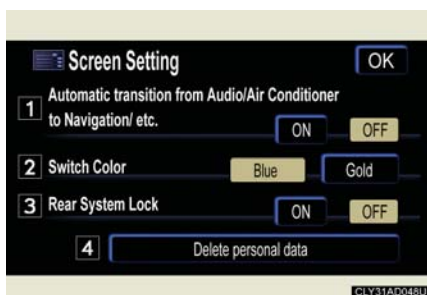 Screen Setting
OK
1
Automatic transition from Audio/Air Conditioner
to Navigation/ etc.
ON
OFF
2
Switch Color
Blue
Gold
3
Rear System Lock
ON
OFF
4
Delete personal data
CLY31AD048U